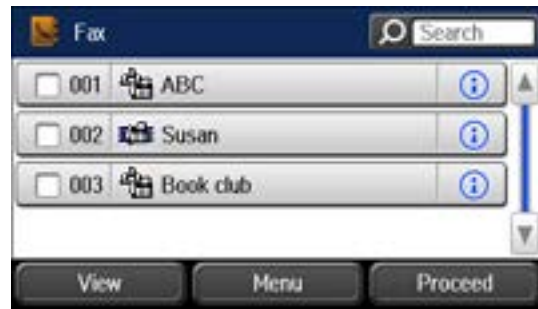 Fax Search
001 ABC
002 Susan
003 Book club
View Menu Proceed